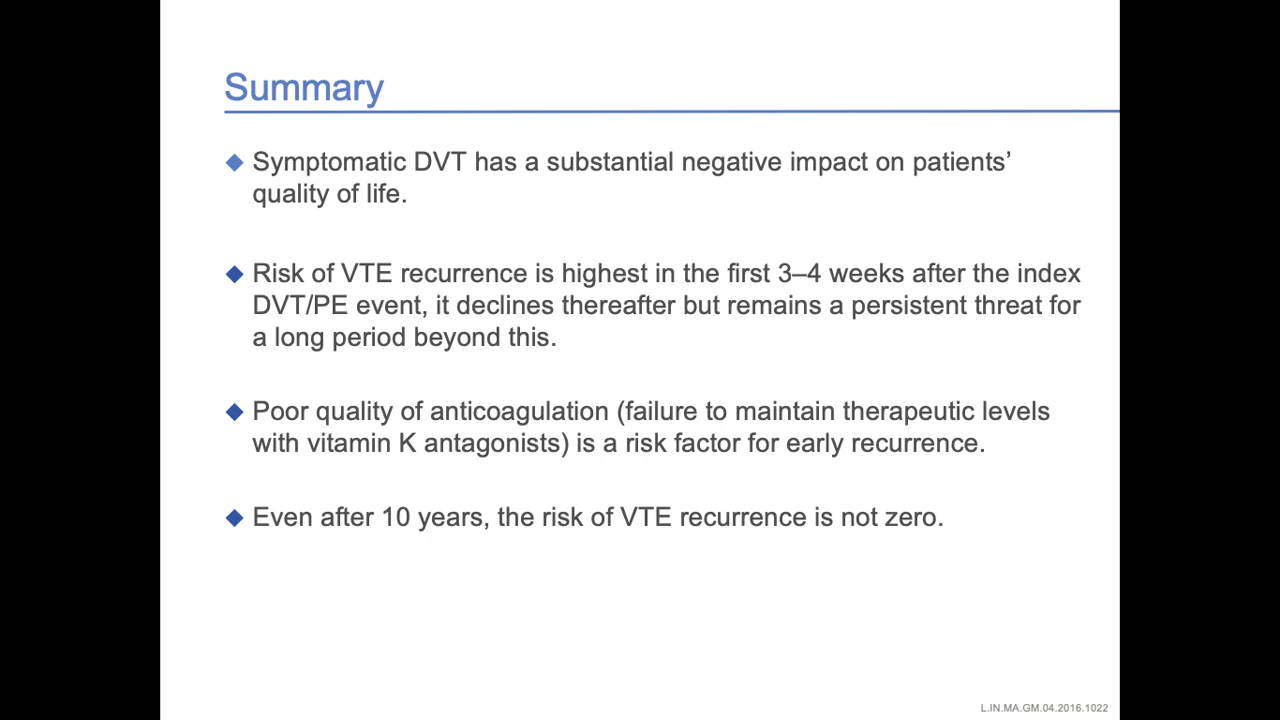 Summary
Symptomatic DVT has a substantial negative impact on patients’
quality of life.
Risk of VTE recurrence is highest in the first 3–4 weeks after the index
DVT/PE event, it declines thereafter but remains a persistent threat for
a long period beyond this.
Poor quality of anticoagulation (failure to maintain therapeutic levels
with vitamin K antagonists) is a risk factor for early recurrence.
Even after 10 years, the risk of VTE recurrence is not zero.
L.IN.MA.GM.04.2016.1022